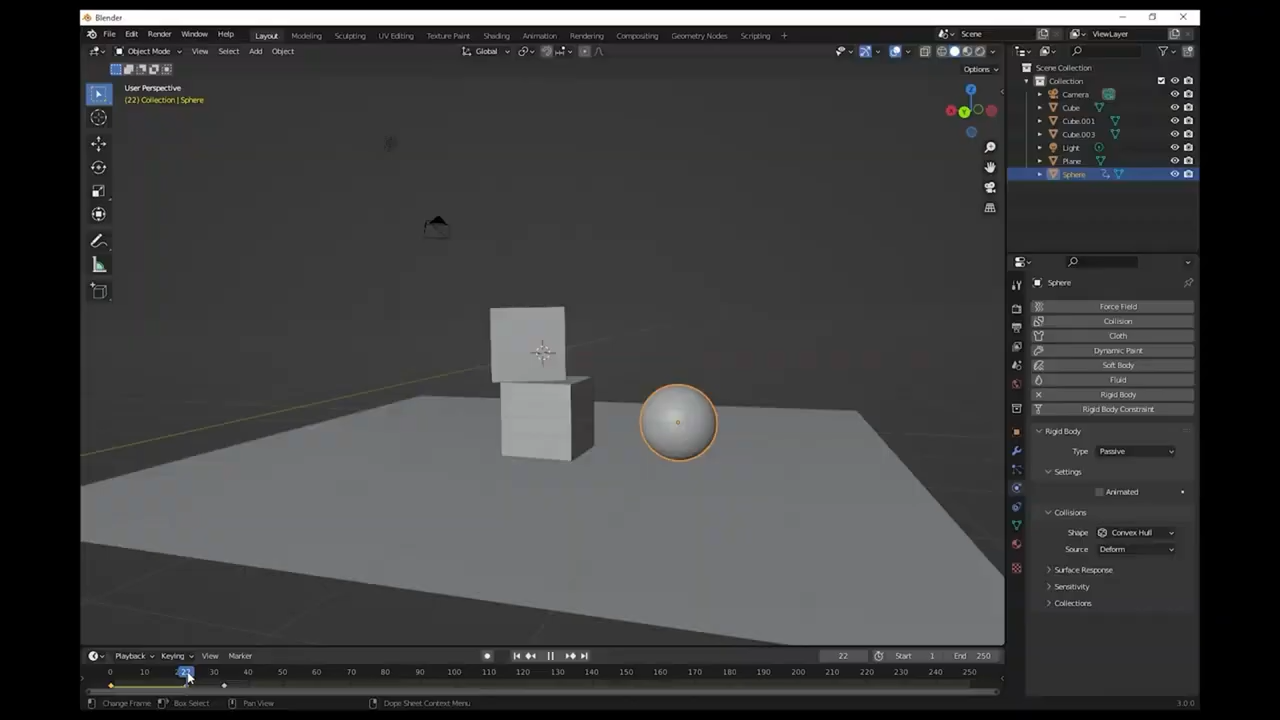 Blender
File Edit Render Window Help Layout Modeling Sculpting UV Editing Texture Paint Shading Animation Rendering Compositing Geometry Nodes Scripting + Scene ViewLayer
Object Mode View Select Add Object Global
Options
User Perspective
(22) Collection | Sphere
Scene Collection
Collection
Camera
Cube
Cube.001
Cube.003
Light
Plane
Sphere
Sphere
Force Field
Collision
Cloth
Dynamic Paint
Soft Body
Fluid
Rigid Body
Rigid Body Constraint
Rigid Body
Type Passive
Settings
Animated
Collisions
Shape Convex Hull
Source Deform
Surface Response
Sensitivity
Collections
Playback Keying View Marker 22 Start 1 End 250
0 10 22 30 40 50 60 70 80 90 100 110 120 130 140 150 160 170 180 190 200 210 220 230 240 250
Change Frame Box Select Pan View Dope Sheet Context Menu 3.0.0